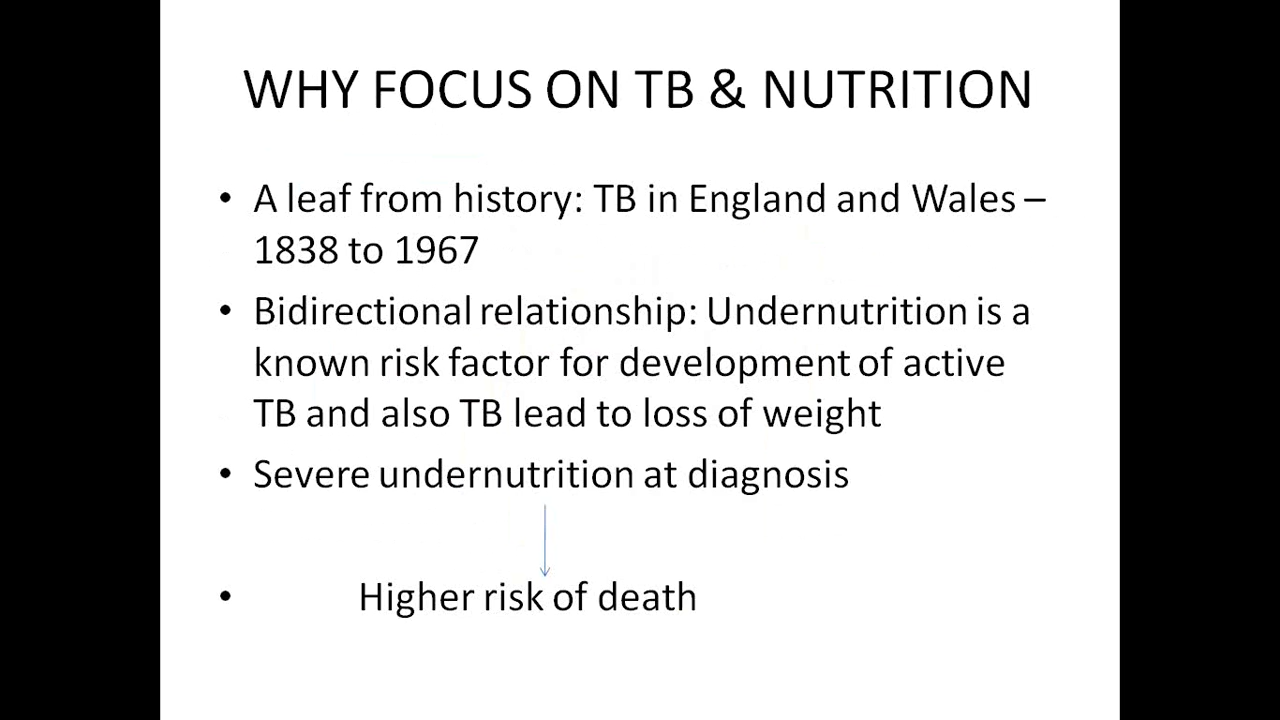 WHY FOCUS ON TB & NUTRITION
• A leaf from history: TB in England and Wales –
1838 to 1967
• Bidirectional relationship: Undernutrition is a
known risk factor for development of active
TB and also TB lead to loss of weight
• Severe undernutrition at diagnosis
• Higher risk of death